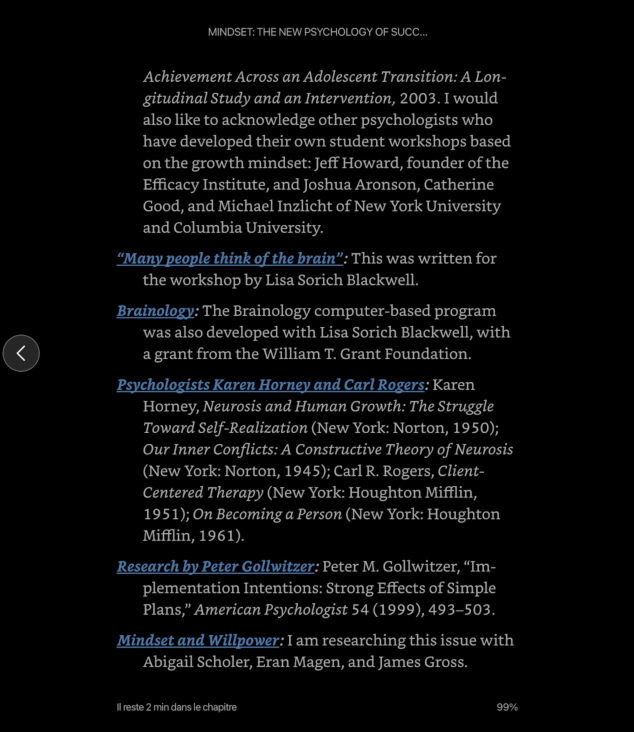 MINDSET: THE NEW PSYCHOLOGY OF SUCC...
Achievement Across an Adolescent Transition: A Lon-
gitudinal Study and an Intervention, 2003. I would
also like to acknowledge other psychologists who
have developed their own student workshops based
on the growth mindset: Jeff Howard, founder of the
Efficacy Institute, and Joshua Aronson, Catherine
Good, and Michael Inzlicht of New York University
and Columbia University.
“Many people think of the brain”: This was written for
the workshop by Lisa Sorich Blackwell.
Brainology: The Brainology computer-based program
was also developed with Lisa Sorich Blackwell, with
a grant from the William T. Grant Foundation.
Psychologists Karen Horney and Carl Rogers: Karen
Horney, Neurosis and Human Growth: The Struggle
Toward Self-Realization (New York: Norton, 1950);
Our Inner Conflicts: A Constructive Theory of Neurosis
(New York: Norton, 1945); Carl R. Rogers, Client-
Centered Therapy (New York: Houghton Mifflin,
1951); On Becoming a Person (New York: Houghton
Mifflin, 1961).
Research by Peter Gollwitzer: Peter M. Gollwitzer, “Im-
plementation Intentions: Strong Effects of Simple
Plans,” American Psychologist 54 (1999), 493–503.
Mindset and Willpower: I am researching this issue with
Abigail Scholer, Eran Magen, and James Gross.
Il reste 2 min dans le chapitre
99%